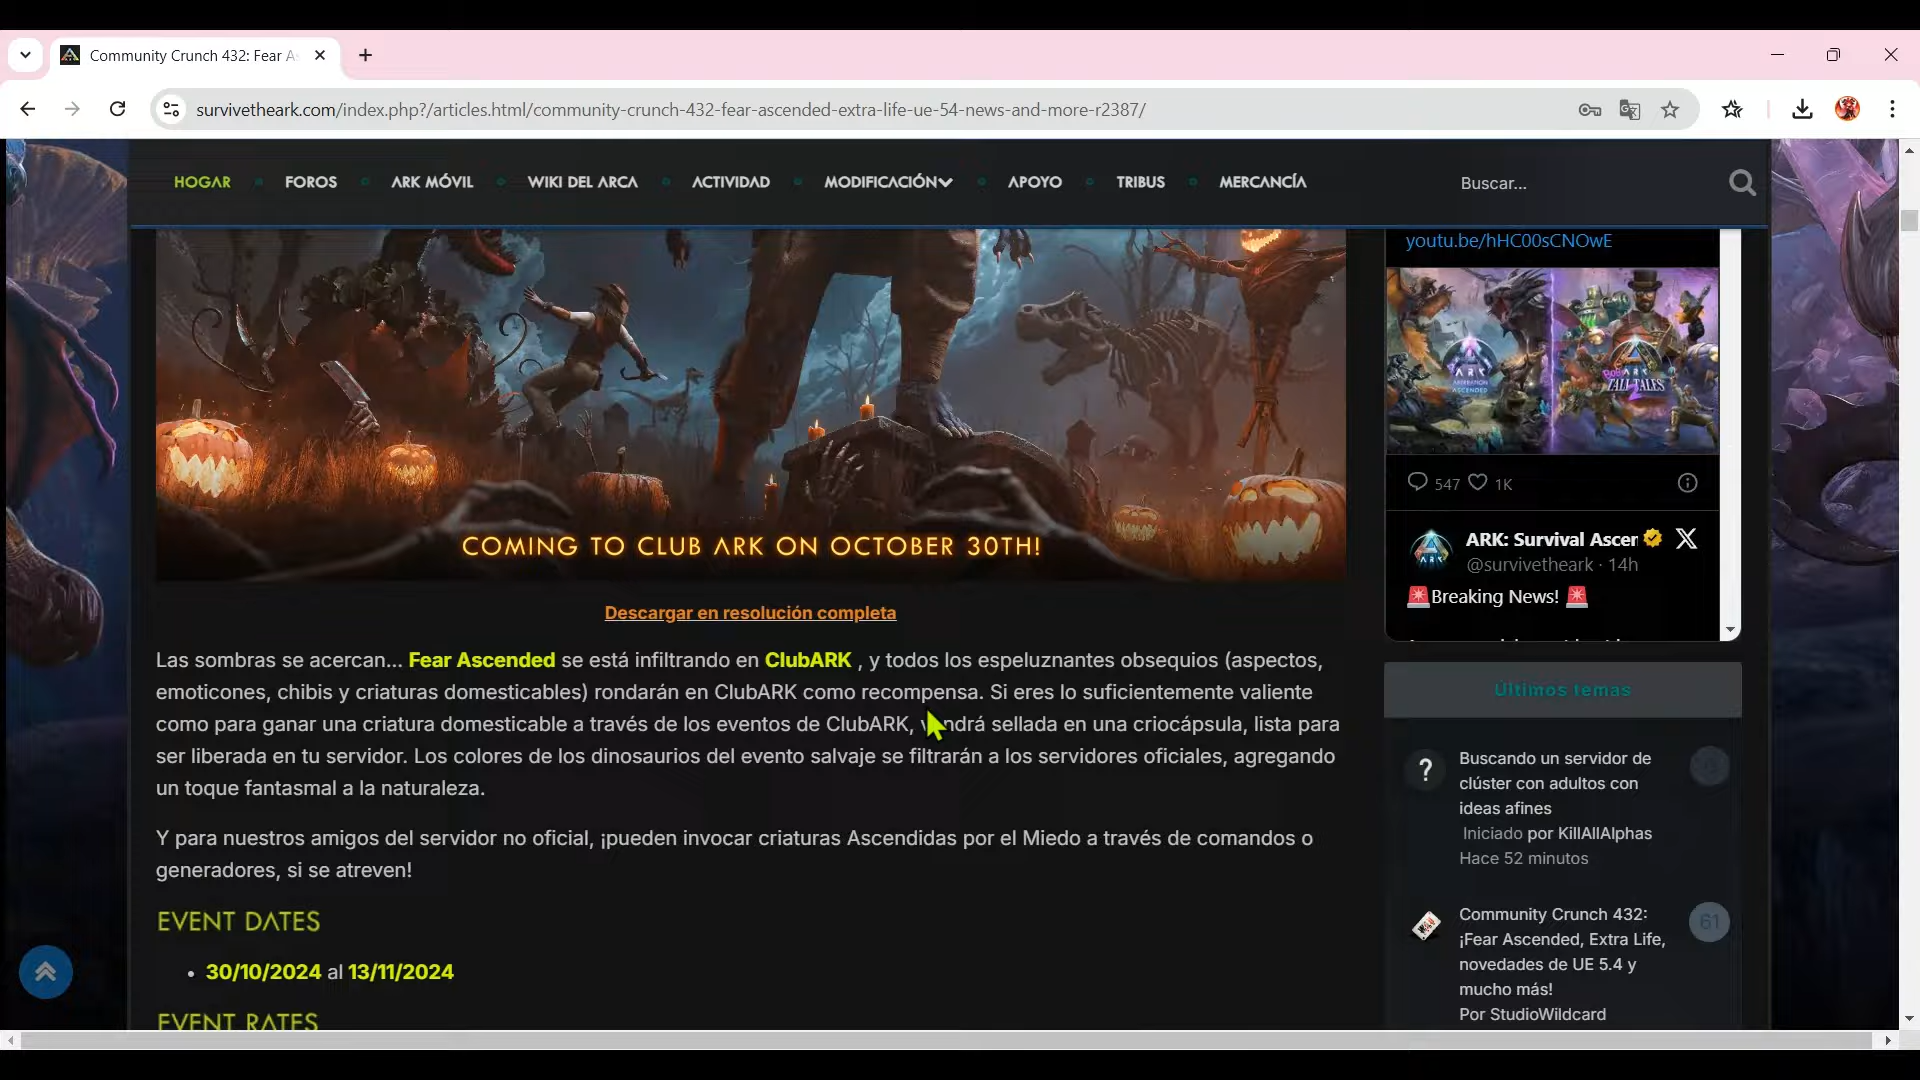 Community Crunch 432: Fear A
survivetheark.com/index.php?/articles.html/community-crunch-432-fear-ascended-extra-life-ue-54-news-and-more-r2387/
HOGAR
FOROS
ARK MÓVIL
WIKI DEL ARCA
ACTIVIDAD
MODIFICACIÓN
APOYO
TRIBUS
MERCANCÍA
Buscar...
COMING TO CLUB ARK ON OCTOBER 30TH!
Descargar en resolución completa
Las sombras se acercan... Fear Ascended se está infiltrando en ClubARK , y todos los espeluznantes obsequios (aspectos,
emoticones, chibis y criaturas domesticables) rondarán en ClubARK como recompensa. Si eres lo suficientemente valiente
como para ganar una criatura domesticable a través de los eventos de ClubARK, vendrá sellada en una criocápsula, lista para
ser liberada en tu servidor. Los colores de los dinosaurios del evento salvaje se filtrarán a los servidores oficiales, agregando
un toque fantasmal a la naturaleza.
Y para nuestros amigos del servidor no oficial, ¡pueden invocar criaturas Ascendidas por el Miedo a través de comandos o
generadores, si se atreven!
EVENT DATES
• 30/10/2024 al 13/11/2024
EVENT RATES
youtu.be/hHC00sCNOwE
ARK
ARK
TALL TALES
547
1K
ARK: Survival Ascer
@survivetheark · 14h
Breaking News!
Últimos temas
?
Buscando un servidor de
clúster con adultos con
ideas afines
Iniciado por KillAllAlphas
Hace 52 minutos
Community Crunch 432:
¡Fear Ascended, Extra Life,
novedades de UE 5.4 y
mucho más!
Por StudioWildcard
61